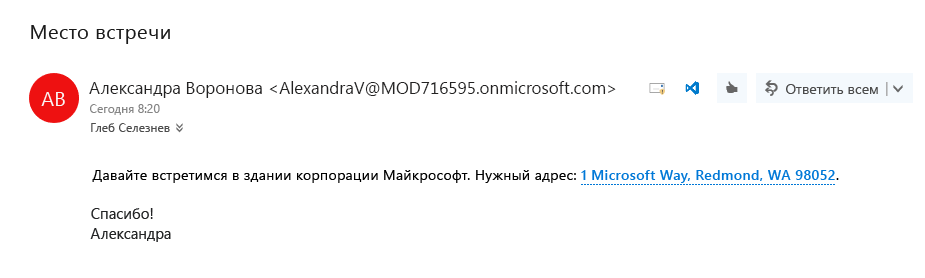 Место встречи
АВ
Александра Воронова <AlexandraV@MOD716595.onmicrosoft.com>
Ответить всем
Сегодня 8:20
Глеб Селезнев
Давайте встретимся в здании корпорации Майкрософт. Нужный адрес: 1 Microsoft Way, Redmond, WA 98052.
Спасибо!
Александра